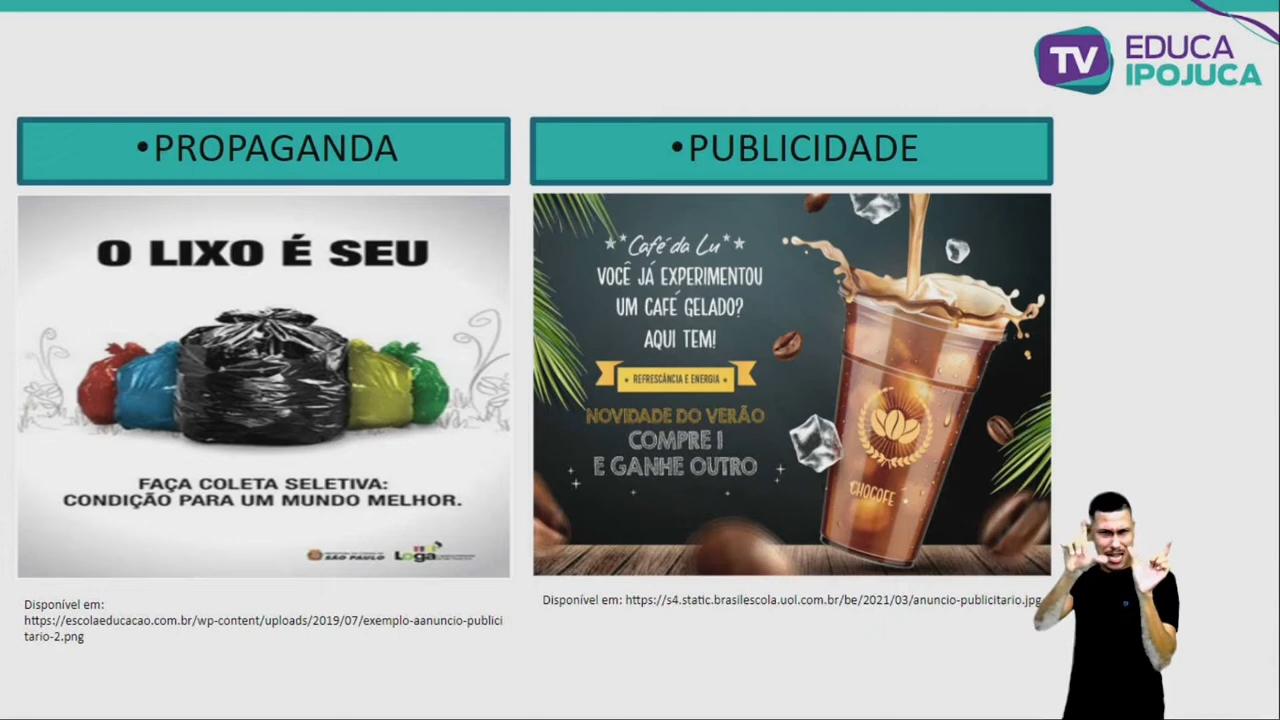 TV EDUCA
IPOJUCA
•PROPAGANDA
•PUBLICIDADE
O LIXO É SEU
FAÇA COLETA SELETIVA:
CONDIÇÃO PARA UM MUNDO MELHOR.
SÃO PAULO
Loga
Café da Lu
VOCÊ JÁ EXPERIMENTOU
UM CAFÉ GELADO?
AQUI TEM!
• REFRESCÂNCIA E ENERGIA •
NOVIDADE DO VERÃO
COMPRE 1
E GANHE OUTRO
CHOCOFÉ
Disponível em:
https://escolaeducacao.com.br/wp-content/uploads/2019/07/exemplo-aanuncio-publici
tario-2.png
Disponível em: https://s4.static.brasilescola.uol.com.br/be/2021/03/anuncio-publicitario.jpg